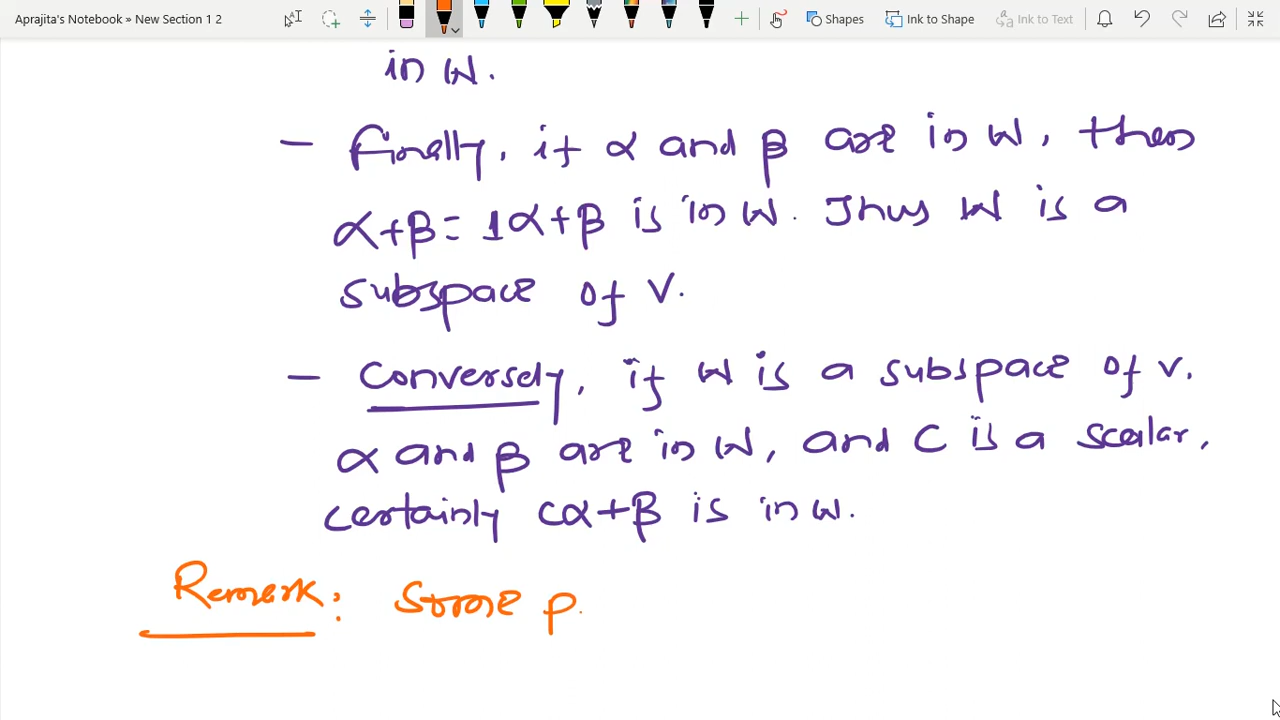 Aprajita's Notebook » New Section 1 2
Shapes
Ink to Shape
Ink to Text
in W.
- finally, if α and β are in W, then
α+β = 1α+β is in W. Thus W is a
subspace of V.
- Conversely, if W is a subspace of V.
α and β are in W, and C is a scalar,
certainly cα+β is in W.
Remark: Some p